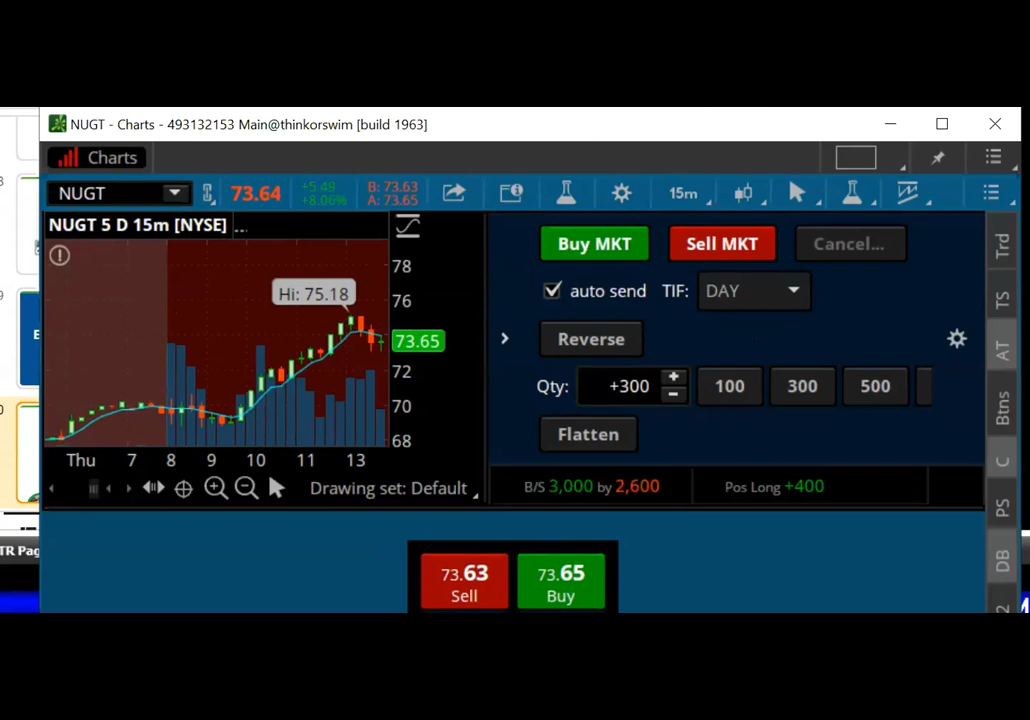 NUGT - Charts - 493132153 Main@thinkorswim [build 1963]
Charts
NUGT 73.64 +5.49 +8.06% B: 73.63 A: 73.65 15m
NUGT 5 D 15m [NYSE] ...
Hi: 75.18
78
76
73.65
72
70
68
Thu 7 8 9 10 11 12 13
Drawing set: Default
Buy MKT Sell MKT Cancel...
auto send TIF: DAY
Reverse
Qty: +300 100 300 500
Flatten
B/S 3,000 by 2,600 Pos Long +400
73.63 73.65
Sell Buy
Trd
TS
AT
Btns
C
PS
DB
2
TR Pag